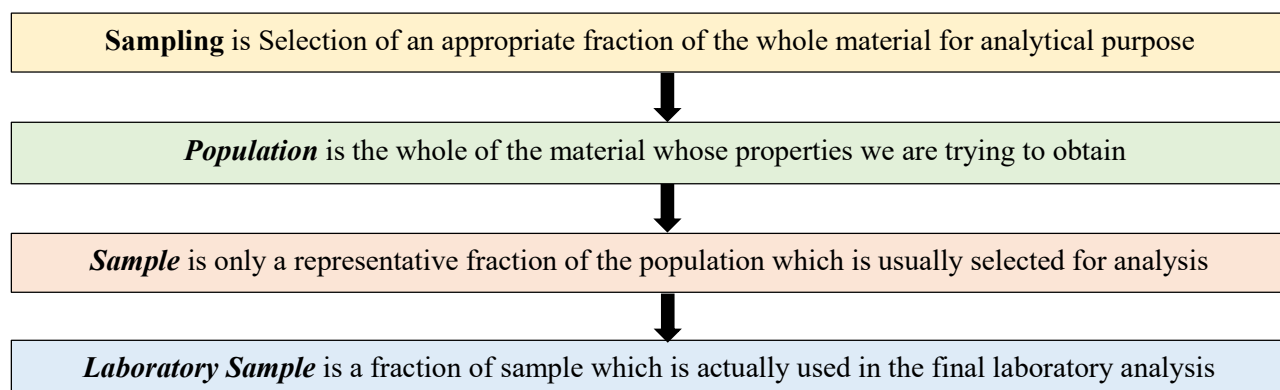 Sampling is Selection of an appropriate fraction of the whole material for analytical purpose
Population is the whole of the material whose properties we are trying to obtain
Sample is only a representative fraction of the population which is usually selected for analysis
Laboratory Sample is a fraction of sample which is actually used in the final laboratory analysis